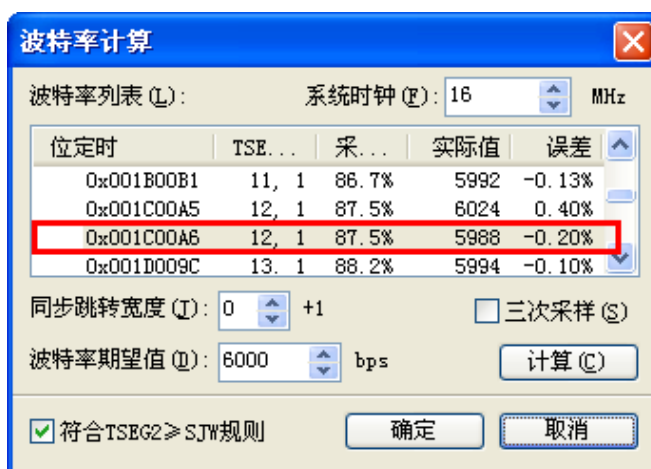 波特率计算
波特率列表(L): 系统时钟(F): 16 MHz
位定时 TSE... 采... 实际值 误差
0x001B00B1 11, 1 86.7% 5992 -0.13%
0x001C00A5 12, 1 87.5% 6024 0.40%
0x001C00A6 12, 1 87.5% 5988 -0.20%
0x001D009C 13. 1 88.2% 5994 -0.10%
同步跳转宽度(J): 0 +1 三次采样(S)
波特率期望值(D): 6000 bps 计算(C)
符合TSEG2≥SJW规则 确定 取消